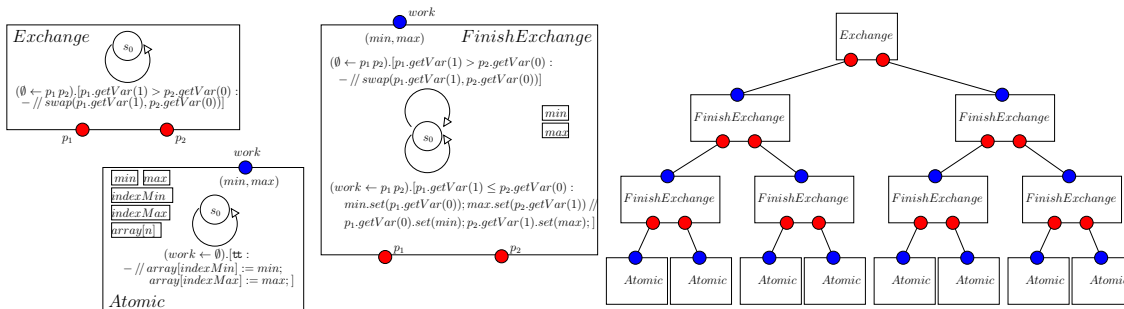 Exchange
s0
(∅ ← p1 p2).[p1.getVar(1) > p2.getVar(0) :
− // swap(p1.getVar(1), p2.getVar(0))]
p1
p2
work
(min, max)
min
max
indexMin
indexMax
array[n]
s0
(work ← ∅).[tt :
− // array[indexMin] := min;
array[indexMax] := max; ]
Atomic
work
(min, max)
FinishExchange
(∅ ← p1 p2).[p1.getVar(1) > p2.getVar(0) :
− // swap(p1.getVar(1), p2.getVar(0))]
min
max
s0
(work ← p1 p2).[p1.getVar(1) ≤ p2.getVar(0) :
min.set(p1.getVar(0)); max.set(p2.getVar(1)) //
p1.getVar(0).set(min); p2.getVar(1).set(max); ]
p1
p2
Exchange
FinishExchange
FinishExchange
FinishExchange
FinishExchange
FinishExchange
FinishExchange
Atomic
Atomic
Atomic
Atomic
Atomic
Atomic
Atomic
Atomic